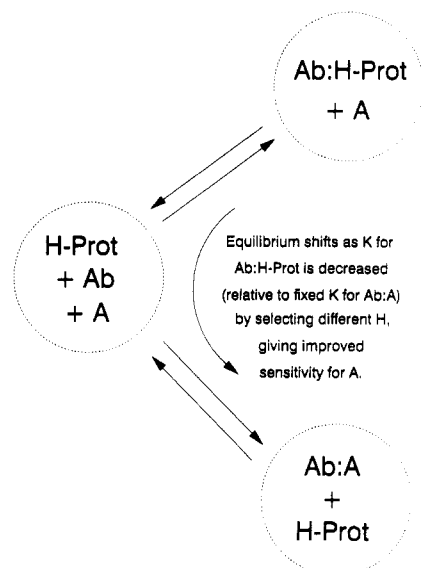 Ab:H-Prot
+ A
H-Prot
+ Ab
+ A
Equilibrium shifts as K for
Ab:H-Prot is decreased
(relative to fixed K for Ab:A)
by selecting different H,
giving improved
sensitivity for A.
Ab:A
+
H-Prot